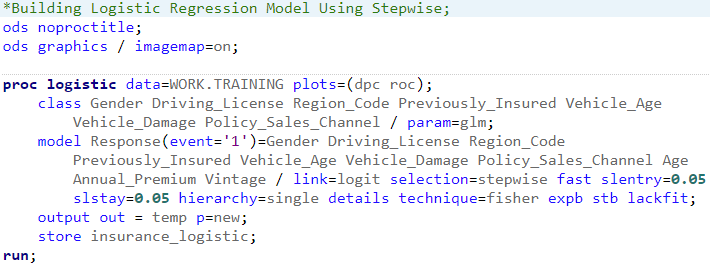 *Building Logistic Regression Model Using Stepwise;
ods noproctitle;
ods graphics / imagemap=on;
proc logistic data=WORK.TRAINING plots=(dpc roc);
class Gender Driving_License Region_Code Previously_Insured Vehicle_Age
Vehicle_Damage Policy_Sales_Channel / param=glm;
model Response(event='1')=Gender Driving_License Region_Code
Previously_Insured Vehicle_Age Vehicle_Damage Policy_Sales_Channel Age
Annual_Premium Vintage / link=logit selection=stepwise fast slentry=0.05
slstay=0.05 hierarchy=single details technique=fisher expb stb lackfit;
output out = temp p=new;
store insurance_logistic;
run;